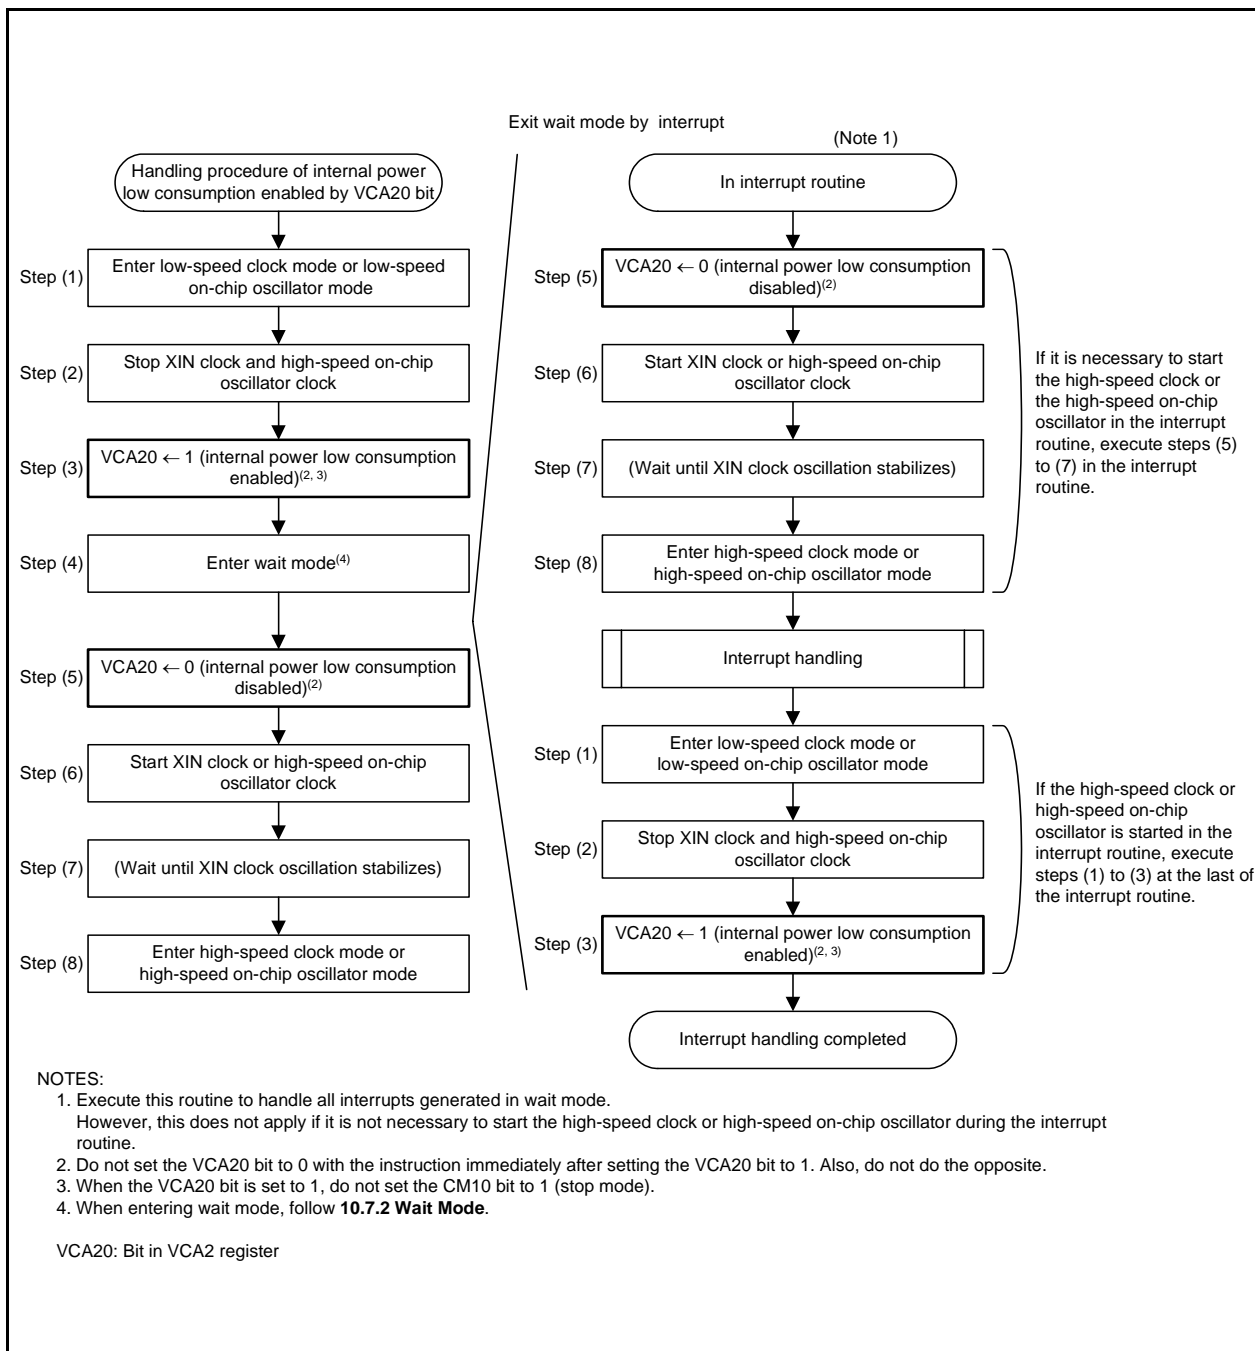 Exit wait mode by interrupt
(Note 1)
Handling procedure of internal power
low consumption enabled by VCA20 bit
Step (1)
Enter low-speed clock mode or low-speed
on-chip oscillator mode
Step (2)
Stop XIN clock and high-speed on-chip
oscillator clock
Step (3)
VCA20 ← 1 (internal power low consumption
enabled)(2, 3)
Step (4)
Enter wait mode(4)
Step (5)
VCA20 ← 0 (internal power low consumption
disabled)(2)
Step (6)
Start XIN clock or high-speed on-chip
oscillator clock
Step (7)
(Wait until XIN clock oscillation stabilizes)
Step (8)
Enter high-speed clock mode or
high-speed on-chip oscillator mode
In interrupt routine
Step (5)
VCA20 ← 0 (internal power low consumption
disabled)(2)
Step (6)
Start XIN clock or high-speed on-chip
oscillator clock
Step (7)
(Wait until XIN clock oscillation stabilizes)
Step (8)
Enter high-speed clock mode or
high-speed on-chip oscillator mode
If it is necessary to start
the high-speed clock or
the high-speed on-chip
oscillator in the interrupt
routine, execute steps (5)
to (7) in the interrupt
routine.
Interrupt handling
Step (1)
Enter low-speed clock mode or
low-speed on-chip oscillator mode
Step (2)
Stop XIN clock and high-speed on-chip
oscillator clock
Step (3)
VCA20 ← 1 (internal power low consumption
enabled)(2, 3)
If the high-speed clock or
high-speed on-chip
oscillator is started in the
interrupt routine, execute
steps (1) to (3) at the last of
the interrupt routine.
Interrupt handling completed
NOTES:
1. Execute this routine to handle all interrupts generated in wait mode.
However, this does not apply if it is not necessary to start the high-speed clock or high-speed on-chip oscillator during the interrupt
routine.
2. Do not set the VCA20 bit to 0 with the instruction immediately after setting the VCA20 bit to 1. Also, do not do the opposite.
3. When the VCA20 bit is set to 1, do not set the CM10 bit to 1 (stop mode).
4. When entering wait mode, follow 10.7.2 Wait Mode.
VCA20: Bit in VCA2 register